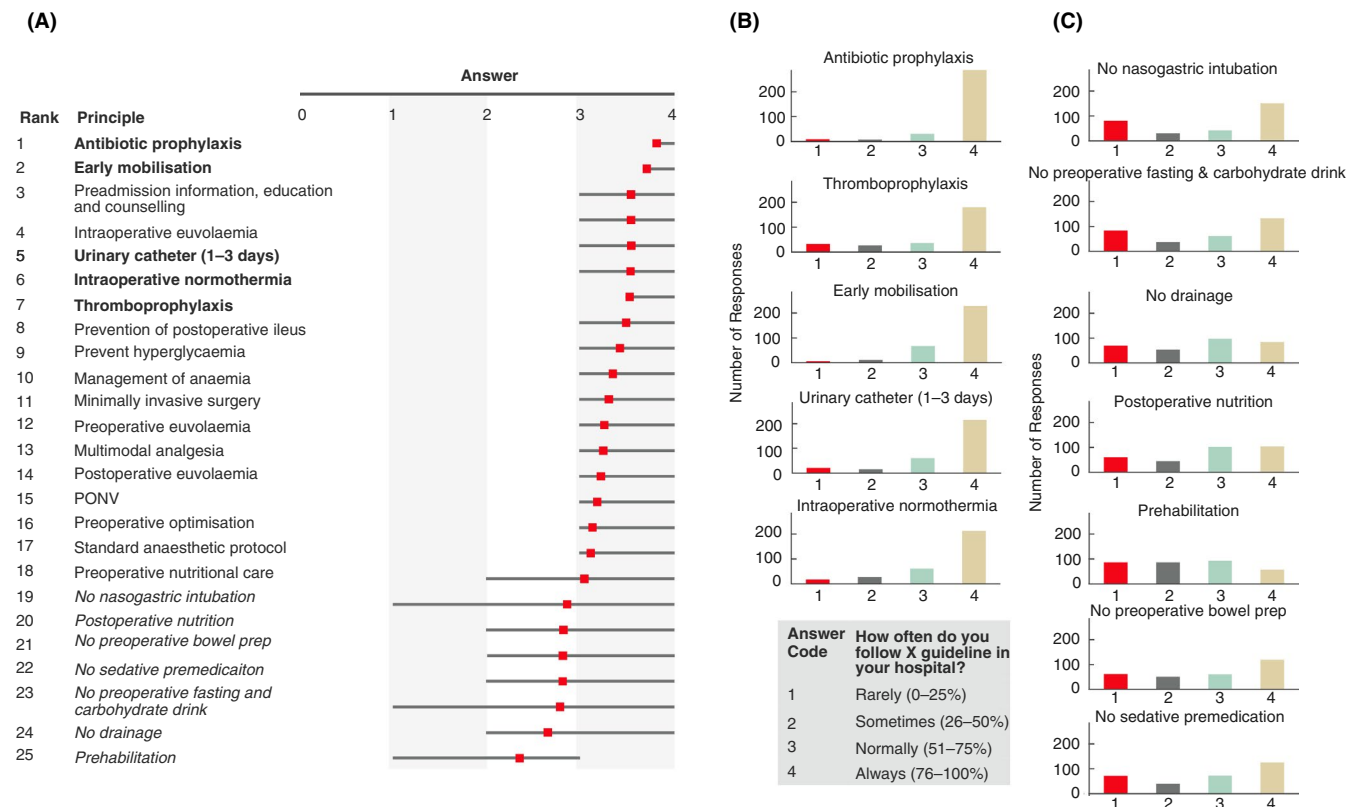 (A)
Answer
Rank Principle 0 1 2 3 4
1 Antibiotic prophylaxis
2 Early mobilisation
3 Preadmission information, education
and counselling
4 Intraoperative euvolaemia
5 Urinary catheter (1–3 days)
6 Intraoperative normothermia
7 Thromboprophylaxis
8 Prevention of postoperative ileus
9 Prevent hyperglycaemia
10 Management of anaemia
11 Minimally invasive surgery
12 Preoperative euvolaemia
13 Multimodal analgesia
14 Postoperative euvolaemia
15 PONV
16 Preoperative optimisation
17 Standard anaesthetic protocol
18 Preoperative nutritional care
19 No nasogastric intubation
20 Postoperative nutrition
21 No preoperative bowel prep
22 No sedative premedicaiton
23 No preoperative fasting and
carbohydrate drink
24 No drainage
25 Prehabilitation
(B)
Number of Responses
Antibiotic prophylaxis
200
100
0
1 2 3 4
Thromboprophylaxis
200
100
0
1 2 3 4
Early mobilisation
200
100
0
1 2 3 4
Urinary catheter (1–3 days)
200
100
0
1 2 3 4
Intraoperative normothermia
200
100
0
1 2 3 4
Answer How often do you
Code follow X guideline in
your hospital?
1 Rarely (0–25%)
2 Sometimes (26–50%)
3 Normally (51–75%)
4 Always (76–100%)
(C)
Number of Responses
No nasogastric intubation
200
100
0
1 2 3 4
No preoperative fasting & carbohydrate drink
200
100
0
1 2 3 4
No drainage
200
100
0
1 2 3 4
Postoperative nutrition
200
100
0
1 2 3 4
Prehabilitation
200
100
0
1 2 3 4
No preoperative bowel prep
200
100
0
1 2 3 4
No sedative premedication
200
100
0
1 2 3 4